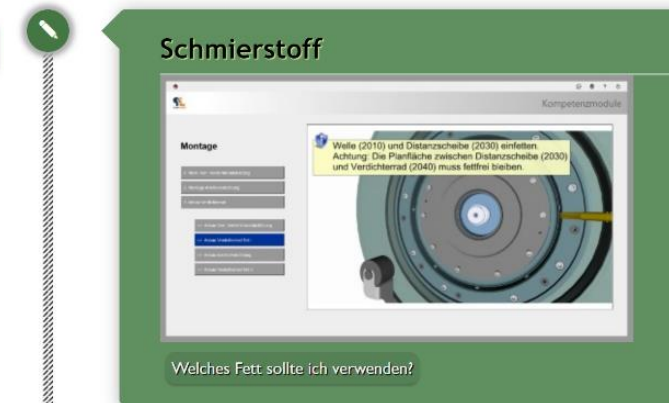 Schmierstoff
Kompetenzmodule
Montage
Welle (2010) und Distanzscheibe (2030) einfetten.
Achtung: Die Planfläche zwischen Distanzscheibe (2030)
und Verdichterrad (2040) muss fettfrei bleiben.
Welches Fett sollte ich verwenden?